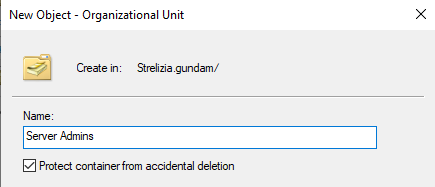 New Object - Organizational Unit
Create in: Strelizia.gundam/
Name:
Server Admins
Protect container from accidental deletion